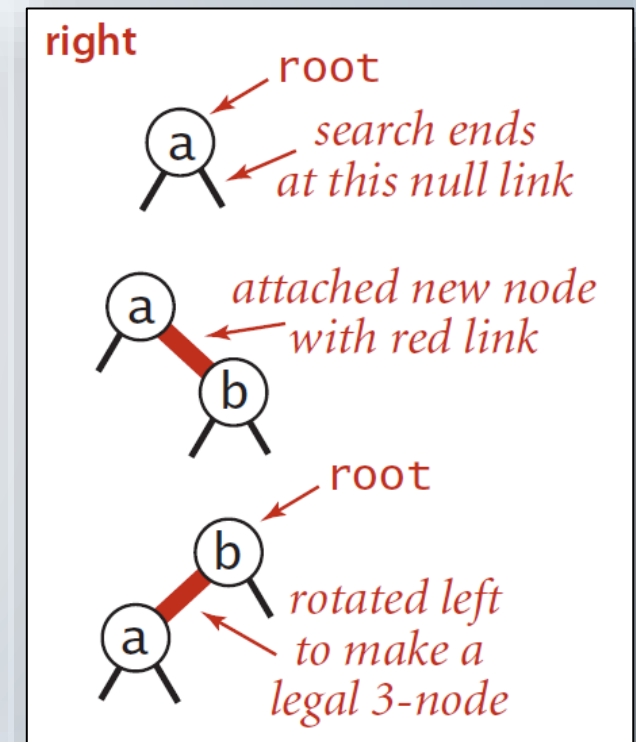 right
root
a
search ends
at this null link
a
attached new node
with red link
b
root
b
rotated left
a
to make a
legal 3-node